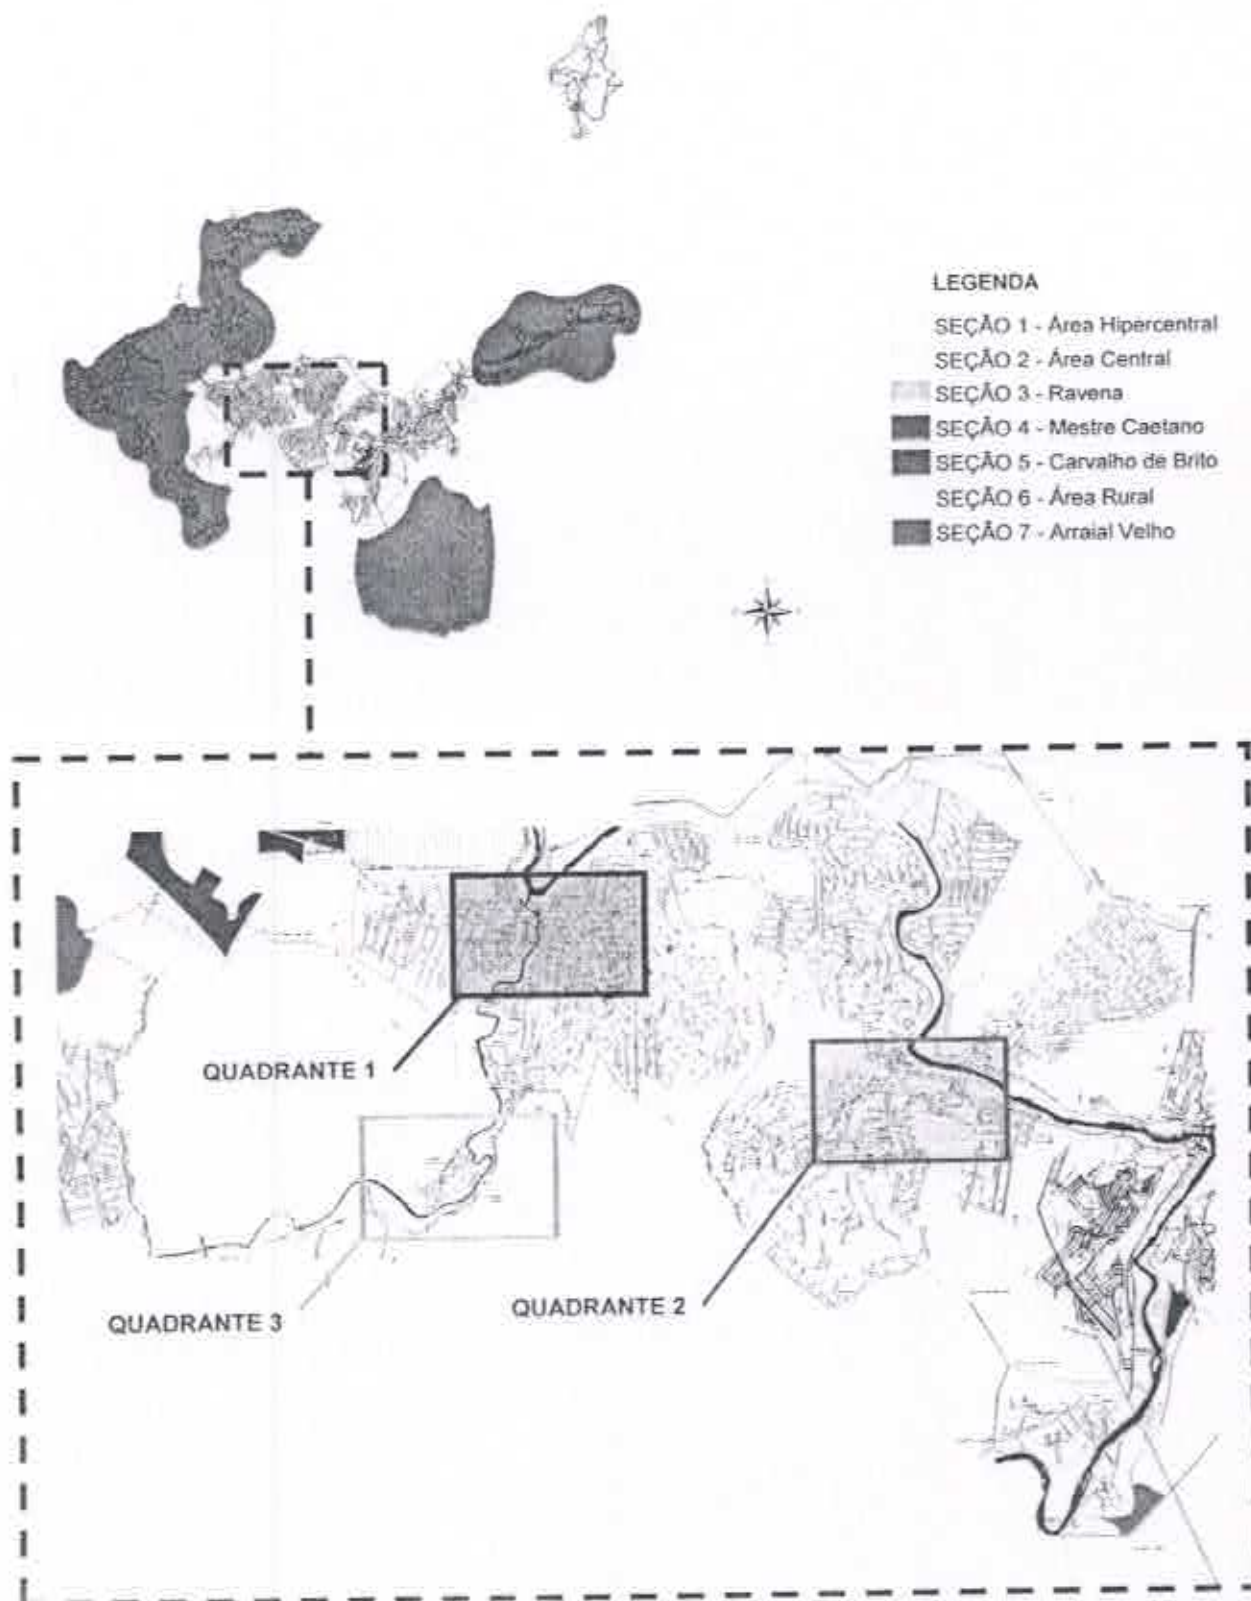 LEGENDA
SEÇÃO 1 - Área Hipercentral
SEÇÃO 2 - Área Central
SEÇÃO 3 - Ravena
SEÇÃO 4 - Mestre Caetano
SEÇÃO 5 - Carvalho de Brito
SEÇÃO 6 - Área Rural
SEÇÃO 7 - Arraial Velho
QUADRANTE 1
QUADRANTE 3
QUADRANTE 2